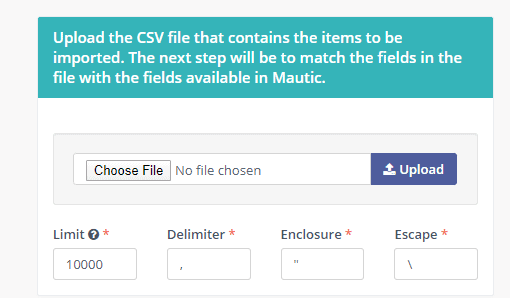 Upload the CSV file that contains the items to be
imported. The next step will be to match the fields in the
file with the fields available in Mautic.
Choose File No file chosen Upload
Limit ? * Delimiter * Enclosure * Escape *
10000 , " \